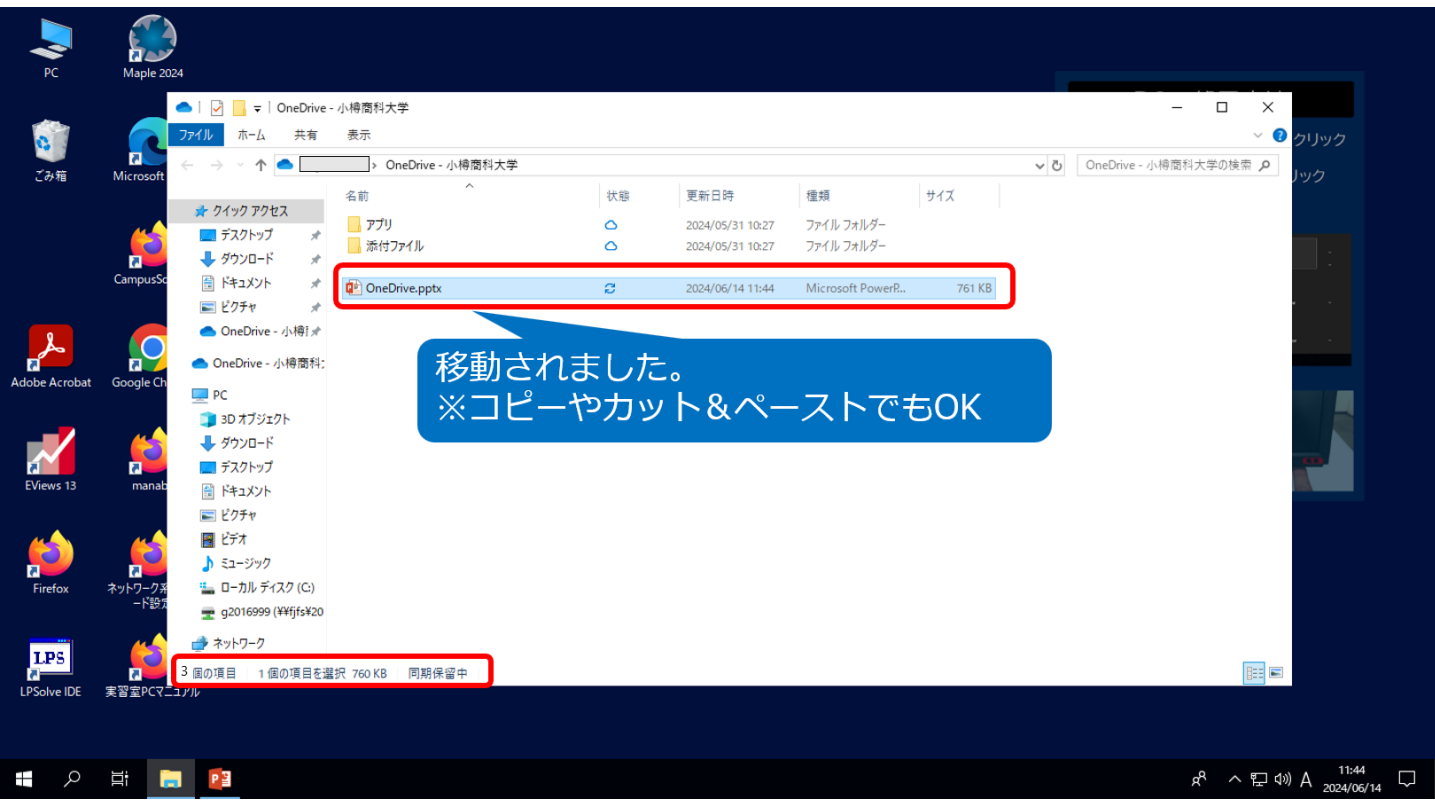 PC
Maple 2024
ごみ箱
Microsoft
CampusSc
Adobe Acrobat
Google Ch
EViews 13
manab
Firefox
ネットワーク系
ード設定
LPS
LPSolve IDE
実習室PCマニュアル
OneDrive - 小樽商科大学
ファイル ホーム 共有 表示
OneDrive - 小樽商科大学
OneDrive - 小樽商科大学の検索
クリック
リック
名前 状態 更新日時 種類 サイズ
クイック アクセス
デスクトップ
ダウンロード
ドキュメント
ピクチャ
OneDrive - 小樽
OneDrive - 小樽商科
PC
3D オブジェクト
ダウンロード
デスクトップ
ドキュメント
ピクチャ
ビデオ
ミュージック
ローカル ディスク (C:)
g2016999 (¥¥fjfs¥20
ネットワーク
アプリ 2024/05/31 10:27 ファイル フォルダー
添付ファイル 2024/05/31 10:27 ファイル フォルダー
OneDrive.pptx 2024/06/14 11:44 Microsoft PowerP... 761 KB
移動されました。
※コピーやカット&ペーストでもOK
3 個の項目 1 個の項目を選択 760 KB 同期保留中
A
11:44
2024/06/14